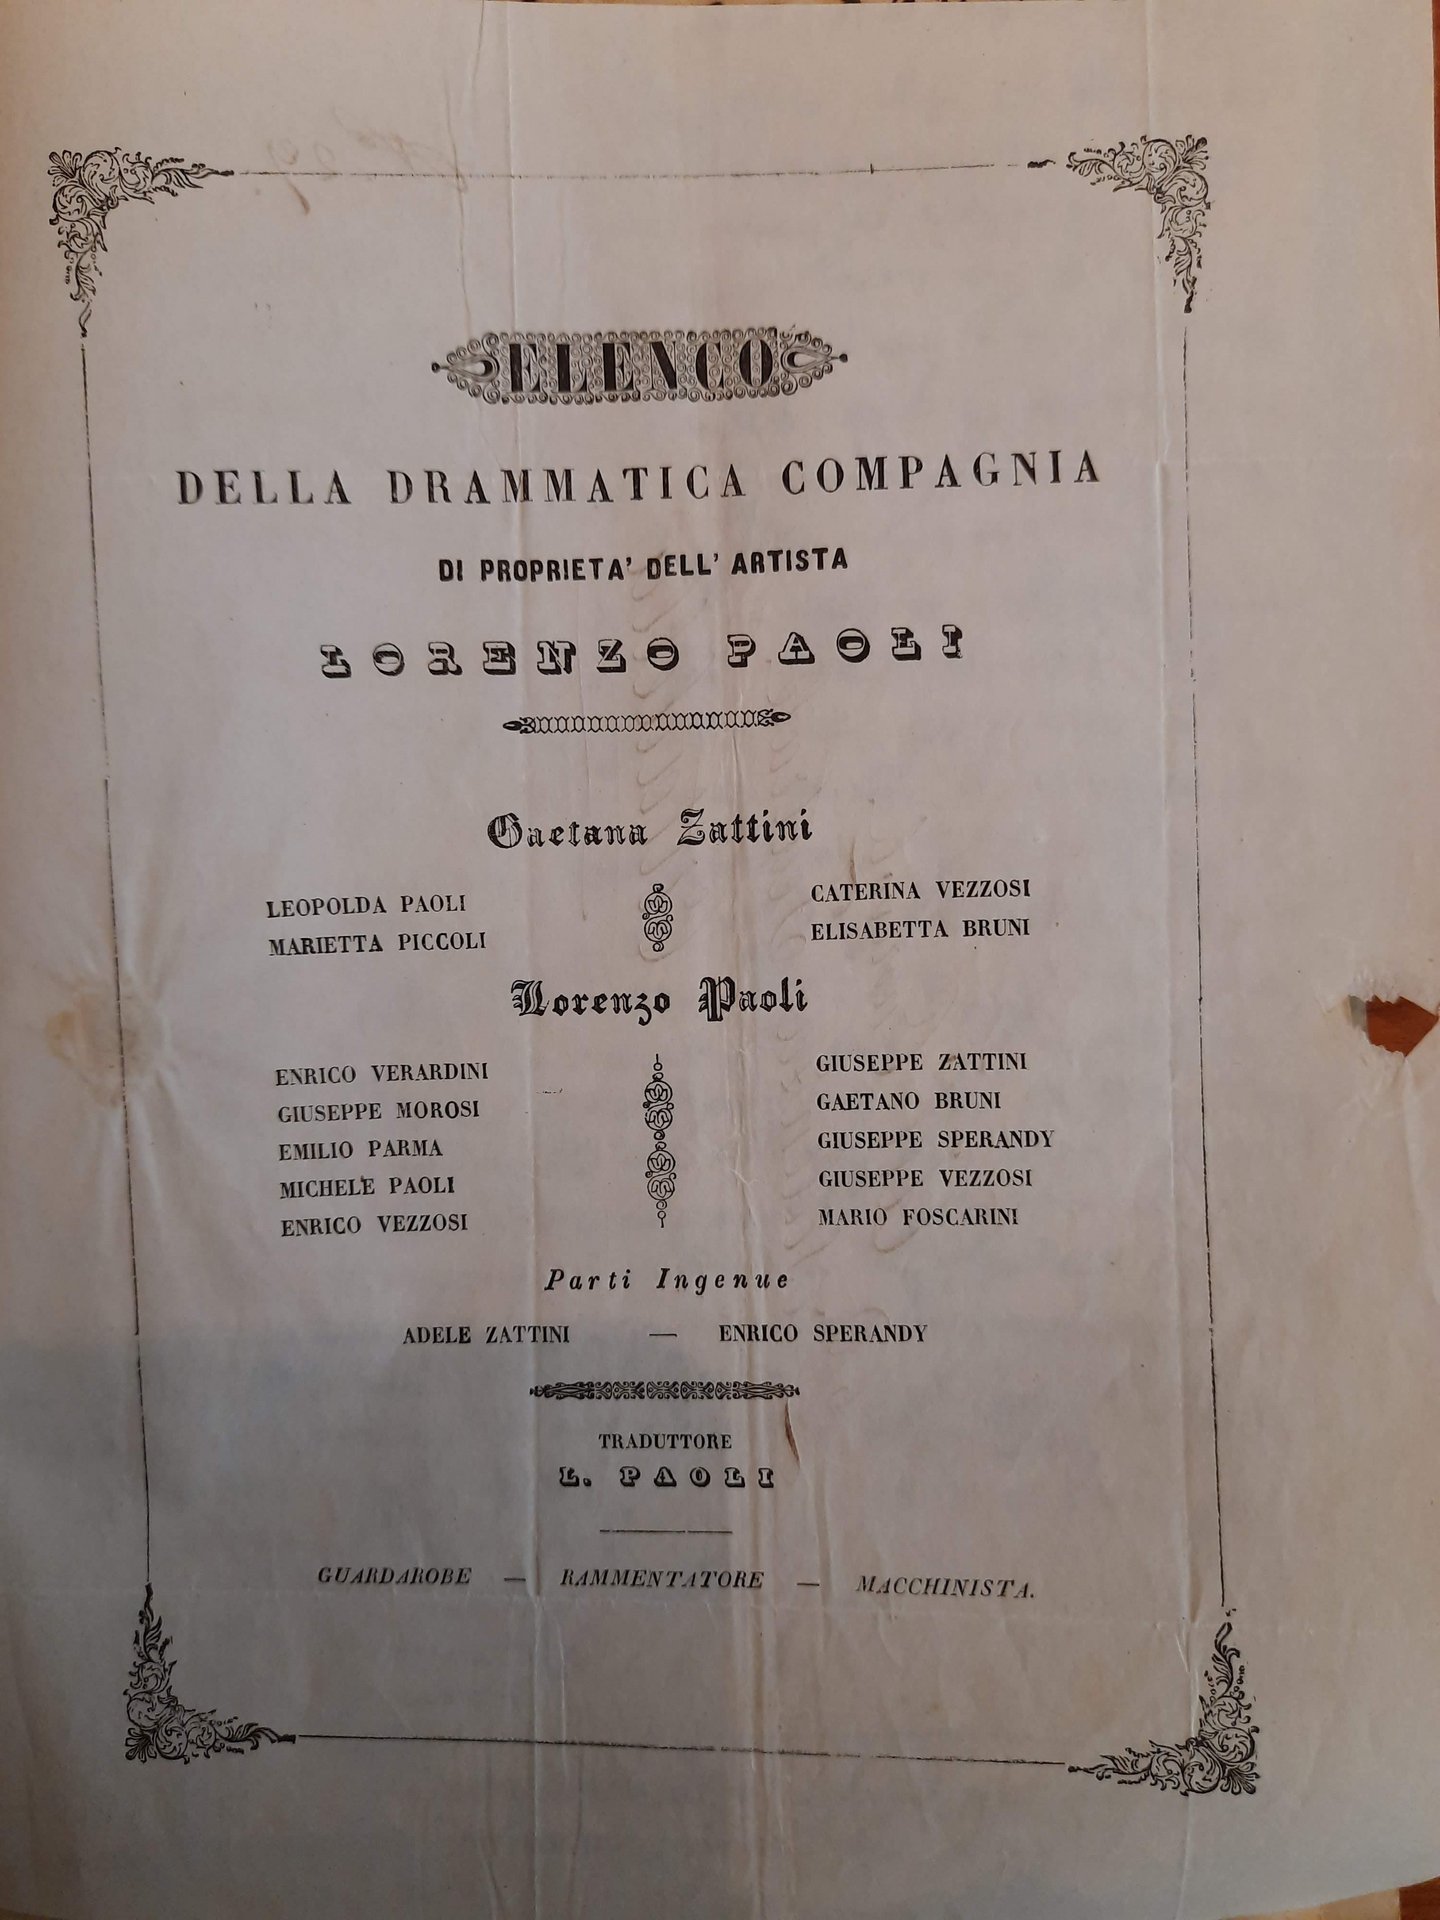 ELENCO
DELLA DRAMMATICA COMPAGNIA
DI PROPRIETA' DELL' ARTISTA
LORENZO PAOLI
Gaetana Zattini
LEOPOLDA PAOLI
MARIETTA PICCOLI
CATERINA VEZZOSI
ELISABETTA BRUNI
Lorenzo Paoli
ENRICO VERARDINI
GIUSEPPE MOROSI
EMILIO PARMA
MICHELE PAOLI
ENRICO VEZZOSI
GIUSEPPE ZATTINI
GAETANO BRUNI
GIUSEPPE SPERANDY
GIUSEPPE VEZZOSI
MARIO FOSCARINI
Parti Ingenue
ADELE ZATTINI — ENRICO SPERANDY
TRADUTTORE
L. PAOLI
GUARDAROBE — RAMMENTATORE — MACCHINISTA.